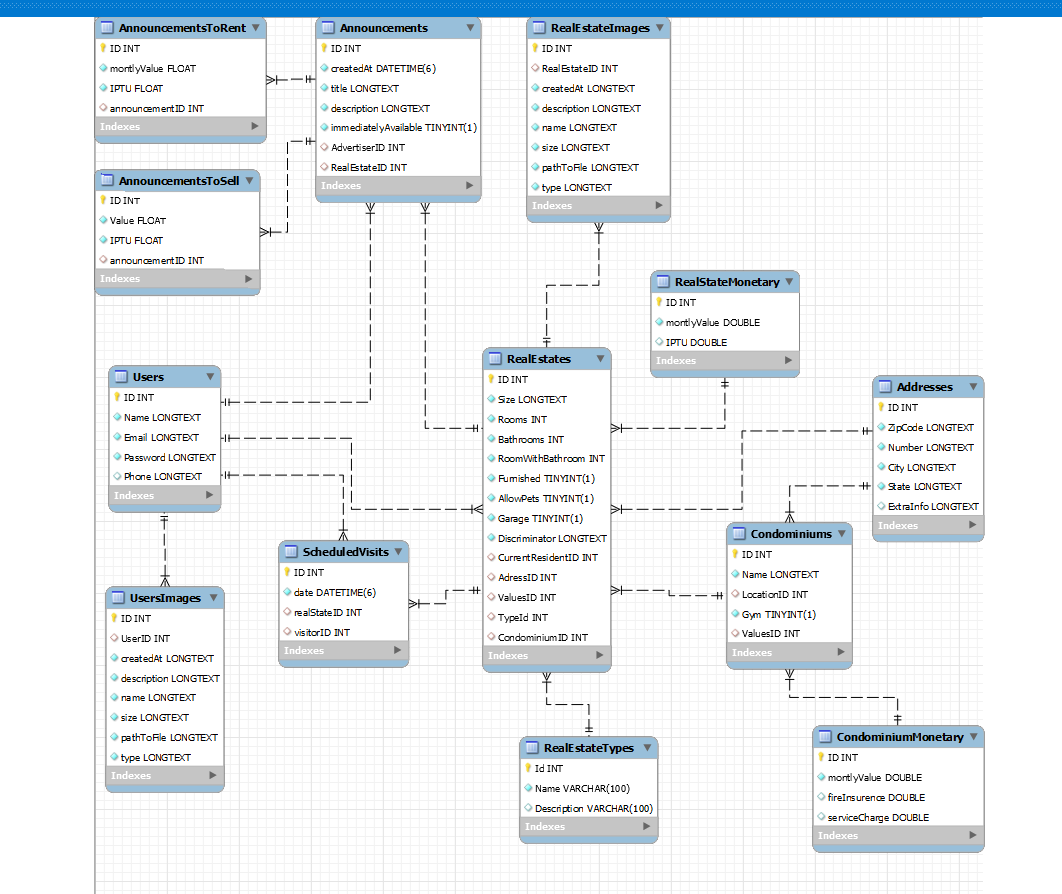 AnnouncementsToRent
ID INT
montlyValue FLOAT
IPTU FLOAT
announcementID INT
Indexes
Announcements
ID INT
createdAt DATETIME(6)
title LONGTEXT
description LONGTEXT
immediatelyAvailable TINYINT(1)
AdvertiserID INT
RealEstateID INT
Indexes
RealEstateImages
ID INT
RealEstateID INT
createdAt LONGTEXT
description LONGTEXT
name LONGTEXT
size LONGTEXT
pathToFile LONGTEXT
type LONGTEXT
Indexes
AnnouncementsToSell
ID INT
Value FLOAT
IPTU FLOAT
announcementID INT
Indexes
RealStateMonetary
ID INT
montlyValue DOUBLE
IPTU DOUBLE
Indexes
Users
ID INT
Name LONGTEXT
Email LONGTEXT
Password LONGTEXT
Phone LONGTEXT
Indexes
RealEstates
ID INT
Size LONGTEXT
Rooms INT
Bathrooms INT
RoomWithBathroom INT
Furnished TINYINT(1)
AllowPets TINYINT(1)
Garage TINYINT(1)
Discriminator LONGTEXT
CurrentResidentID INT
AdressID INT
ValuesID INT
TypeId INT
CondominiumID INT
Indexes
Addresses
ID INT
ZipCode LONGTEXT
Number LONGTEXT
City LONGTEXT
State LONGTEXT
ExtraInfo LONGTEXT
Indexes
ScheduledVisits
ID INT
date DATETIME(6)
realStateID INT
visitorID INT
Indexes
Condominiums
ID INT
Name LONGTEXT
LocationID INT
Gym TINYINT(1)
ValuesID INT
Indexes
UsersImages
ID INT
UserID INT
createdAt LONGTEXT
description LONGTEXT
name LONGTEXT
size LONGTEXT
pathToFile LONGTEXT
type LONGTEXT
Indexes
RealEstateTypes
Id INT
Name VARCHAR(100)
Description VARCHAR(100)
Indexes
CondominiumMonetary
ID INT
montlyValue DOUBLE
fireInsurence DOUBLE
serviceCharge DOUBLE
Indexes